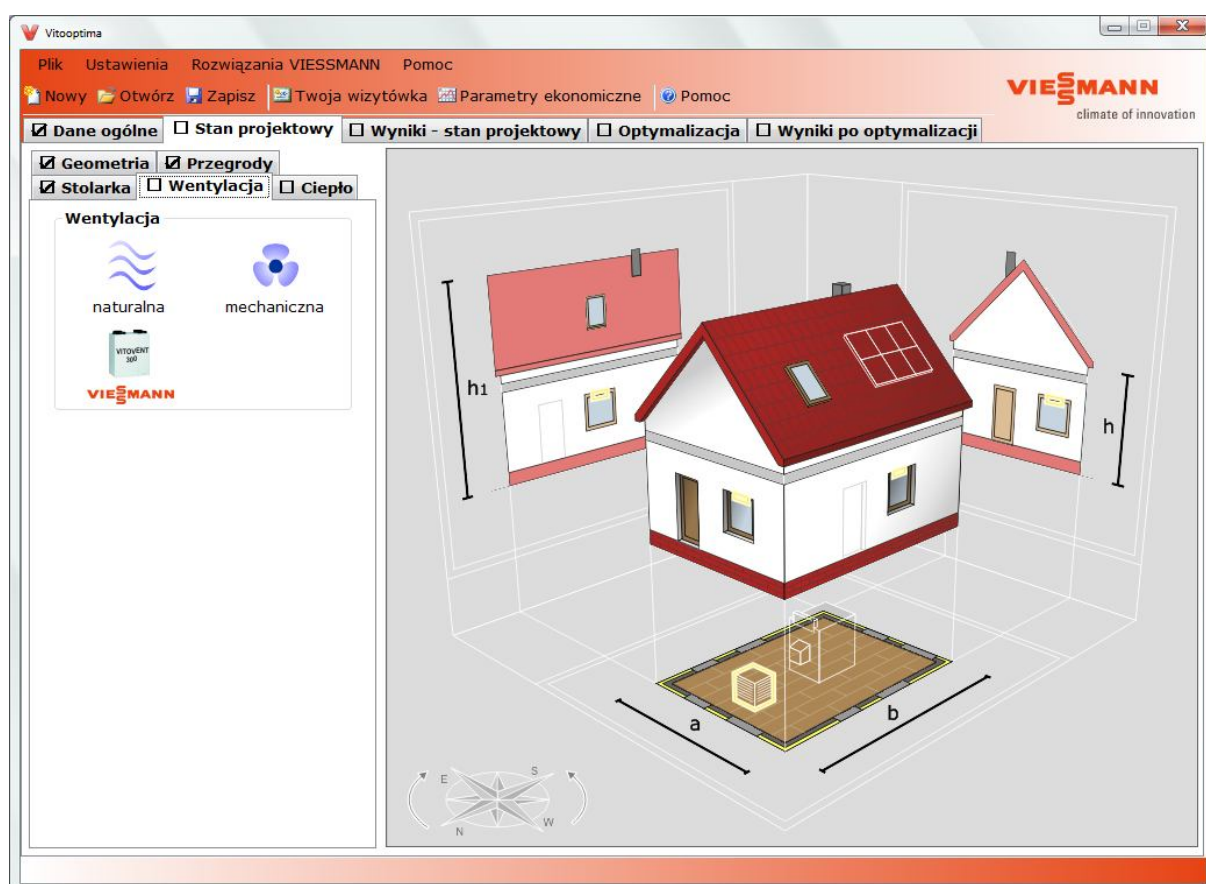 Vitooptima
Plik Ustawienia Rozwiązania VIESSMANN Pomoc
Nowy Otwórz Zapisz Twoja wizytówka Parametry ekonomiczne Pomoc
VIESSMANN
climate of innovation
Dane ogólne Stan projektowy Wyniki - stan projektowy Optymalizacja Wyniki po optymalizacji
Geometria Przegrody
Stolarka Wentylacja Ciepło
Wentylacja
naturalna mechaniczna
VITOVENT
300
VIESSMANN
h1
h
a
b
E S
N W